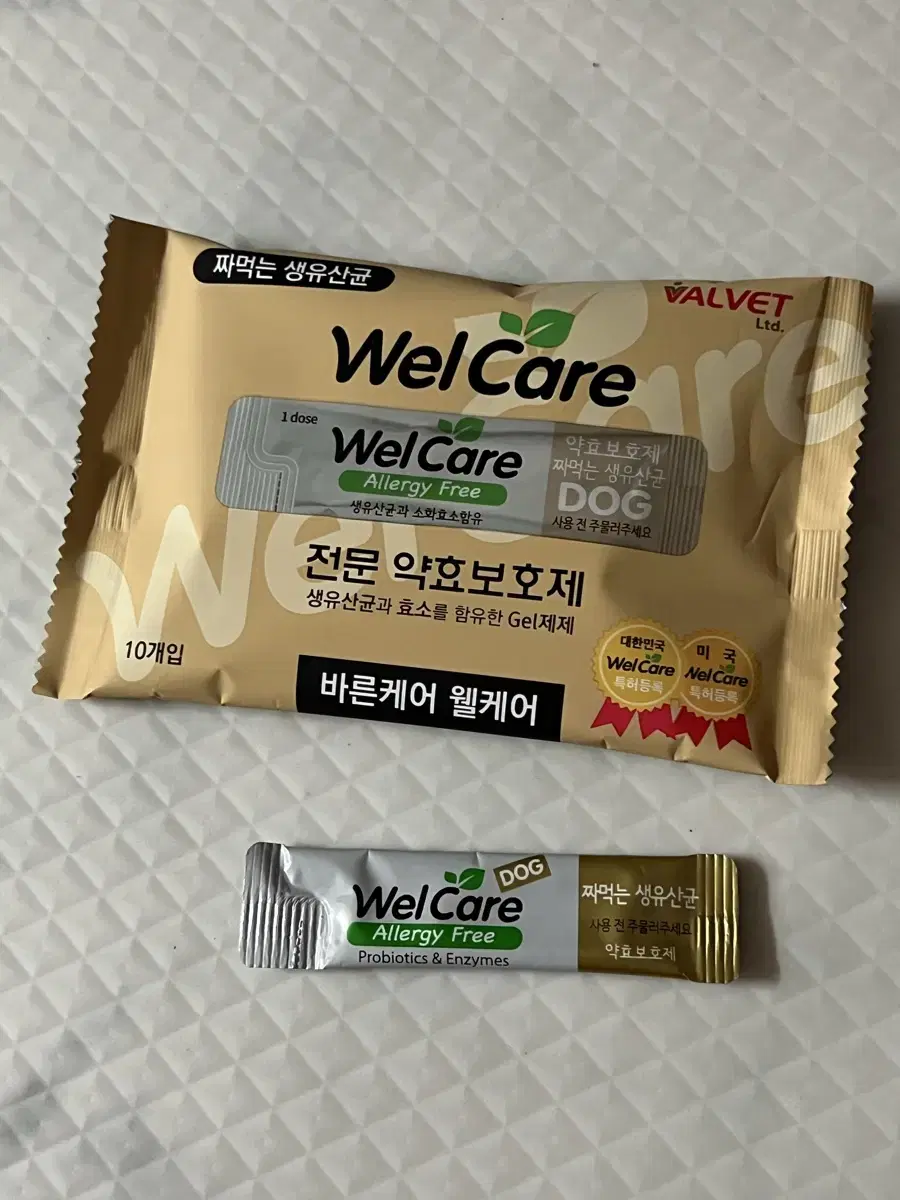 짜먹는 생유산균
VALVET
Ltd.
WelCare
1 dose
WelCare
Allergy Free
생유산균과 소화효소함유
약효보호제
짜먹는 생유산균
DOG
사용 전 주물러주세요
전문 약효보호제
생유산균과 효소를 함유한 Gel제제
10개입
바른케어 웰케어
대한민국
WelCare
특허등록
미 국
WelCare
특허등록
WelCare
DOG
Allergy Free
Probiotics & Enzymes
짜먹는 생유산균
사용 전 주물러주세요
약효보호제